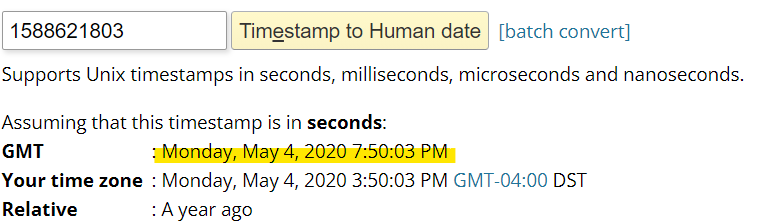 1588621803 Timestamp to Human date [batch convert]
Supports Unix timestamps in seconds, milliseconds, microseconds and nanoseconds.
Assuming that this timestamp is in seconds:
GMT : Monday, May 4, 2020 7:50:03 PM
Your time zone : Monday, May 4, 2020 3:50:03 PM GMT-04:00 DST
Relative : A year ago